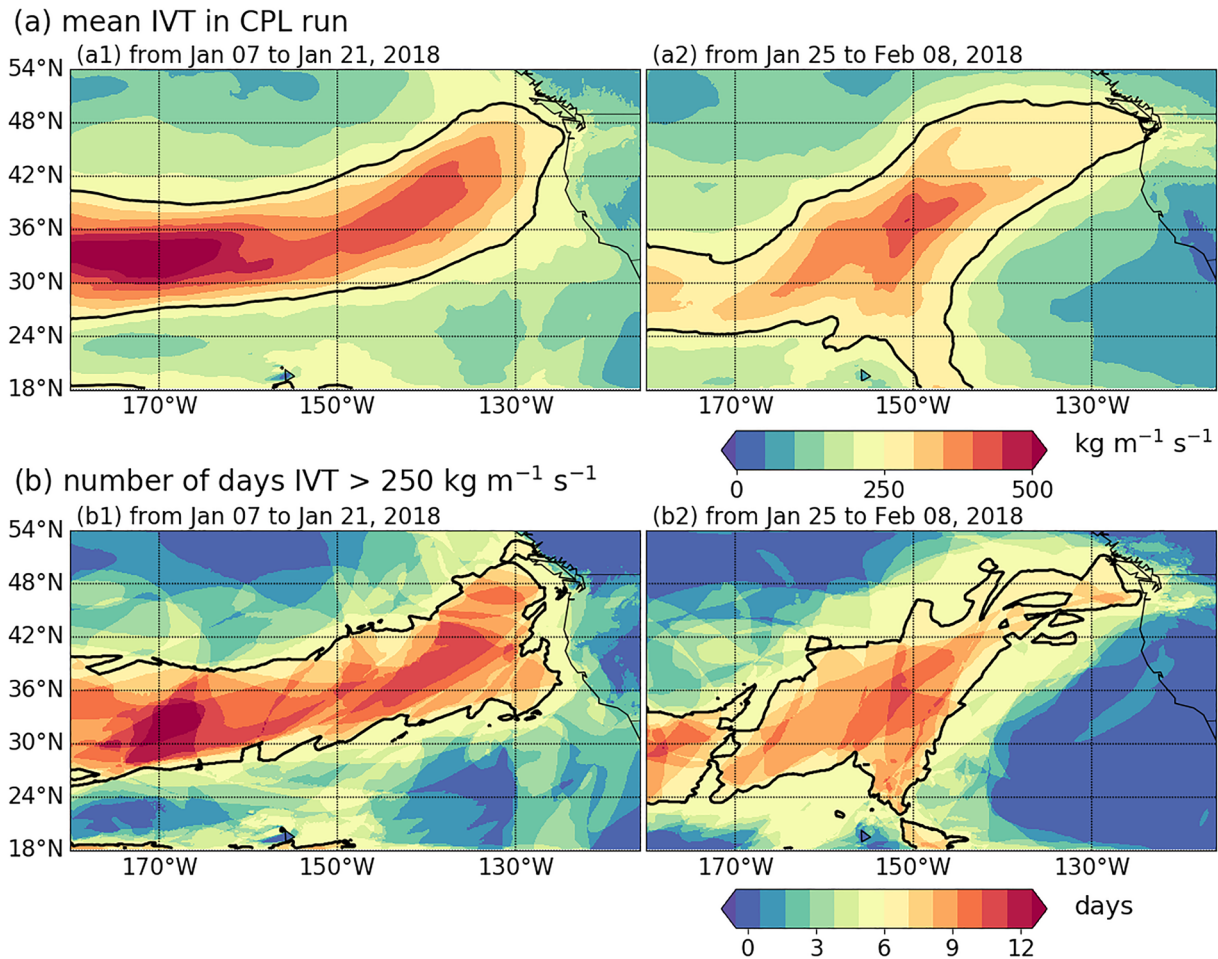 (a) mean IVT in CPL run
(a1) from Jan 07 to Jan 21, 2018 (a2) from Jan 25 to Feb 08, 2018
54°N
48°N
42°N
36°N
30°N
24°N
18°N
170°W 150°W 130°W 170°W 150°W 130°W
kg m⁻¹ s⁻¹
0 250 500
(b) number of days IVT > 250 kg m⁻¹ s⁻¹
(b1) from Jan 07 to Jan 21, 2018 (b2) from Jan 25 to Feb 08, 2018
54°N
48°N
42°N
36°N
30°N
24°N
18°N
170°W 150°W 130°W 170°W 150°W 130°W
days
0 3 6 9 12